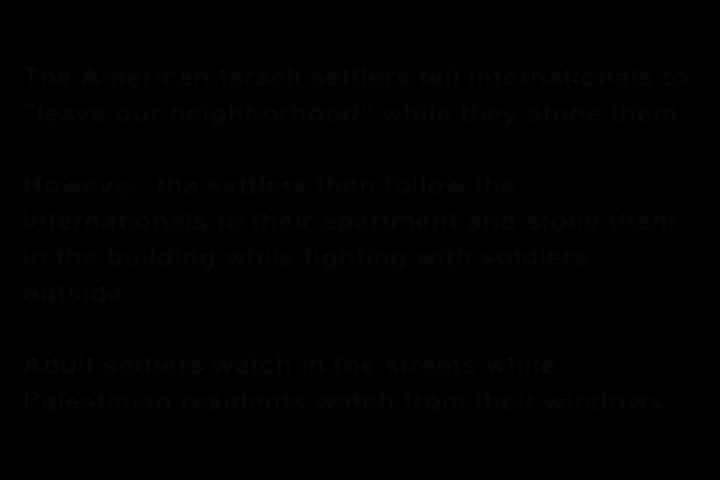 The American-Israeli settlers tell internationals to
"leave our neighborhood" while they stone them.
However, the settlers then follow the
internationals to their apartment and stone them
in the building while fighting with soldiers
outside.
Adult settlers watch in the streets while
Palestinian residents watch from their windows.